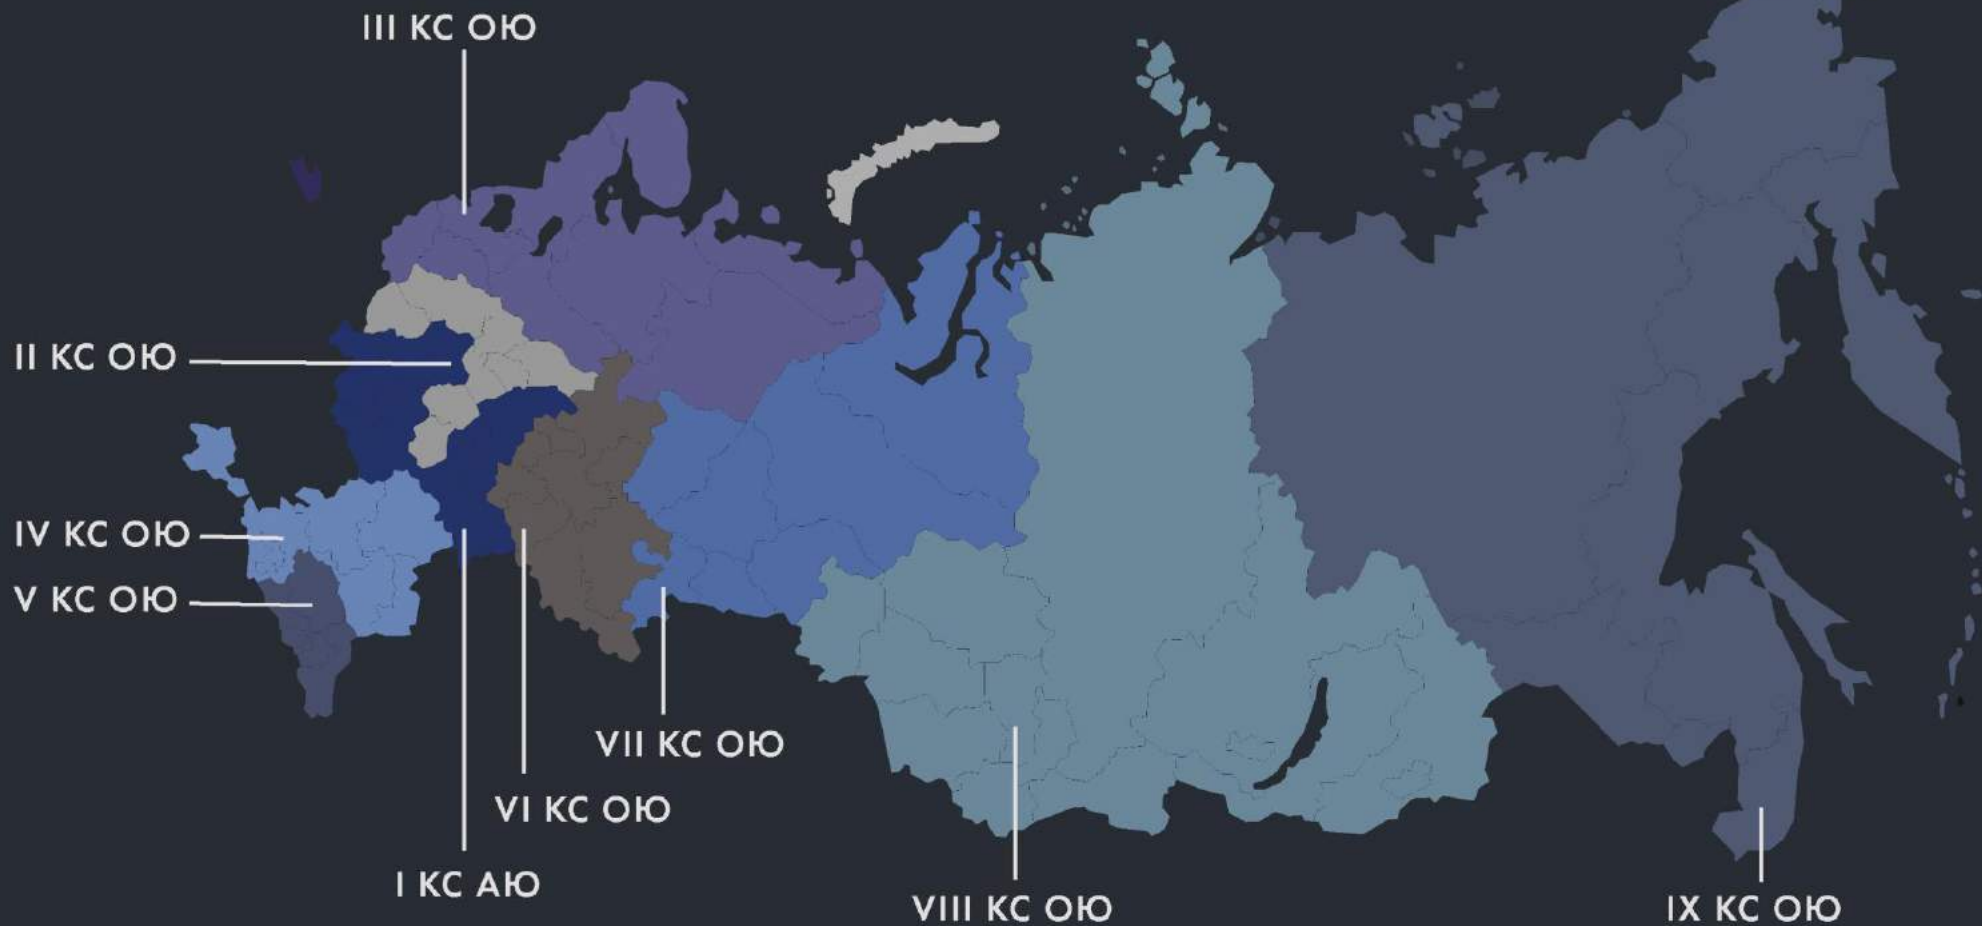 III КС ОЮ
II КС ОЮ
IV КС ОЮ
V КС ОЮ
VII КС ОЮ
VI КС ОЮ
I КС АЮ
VIII КС ОЮ
IX КС ОЮ